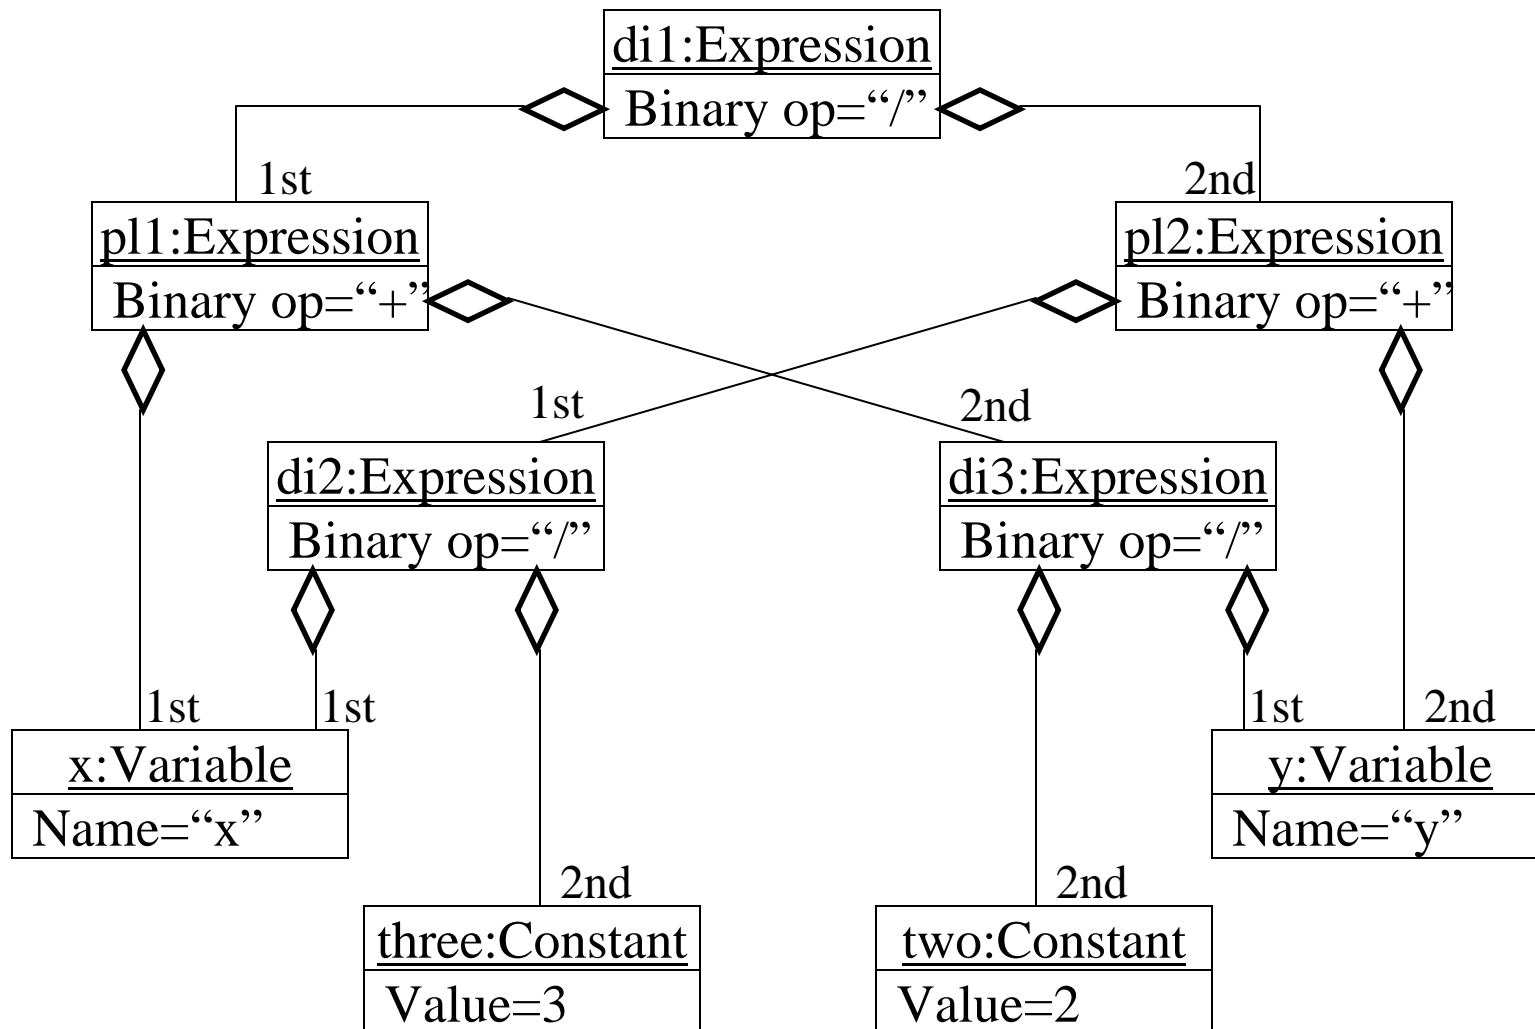 di1:Expression
Binary op=“/”
1st
2nd
pl1:Expression
Binary op=“+”
pl2:Expression
Binary op=“+”
1st
2nd
di2:Expression
Binary op=“/”
di3:Expression
Binary op=“/”
1st
1st
1st
2nd
x:Variable
Name=“x”
y:Variable
Name=“y”
2nd
2nd
three:Constant
Value=3
two:Constant
Value=2